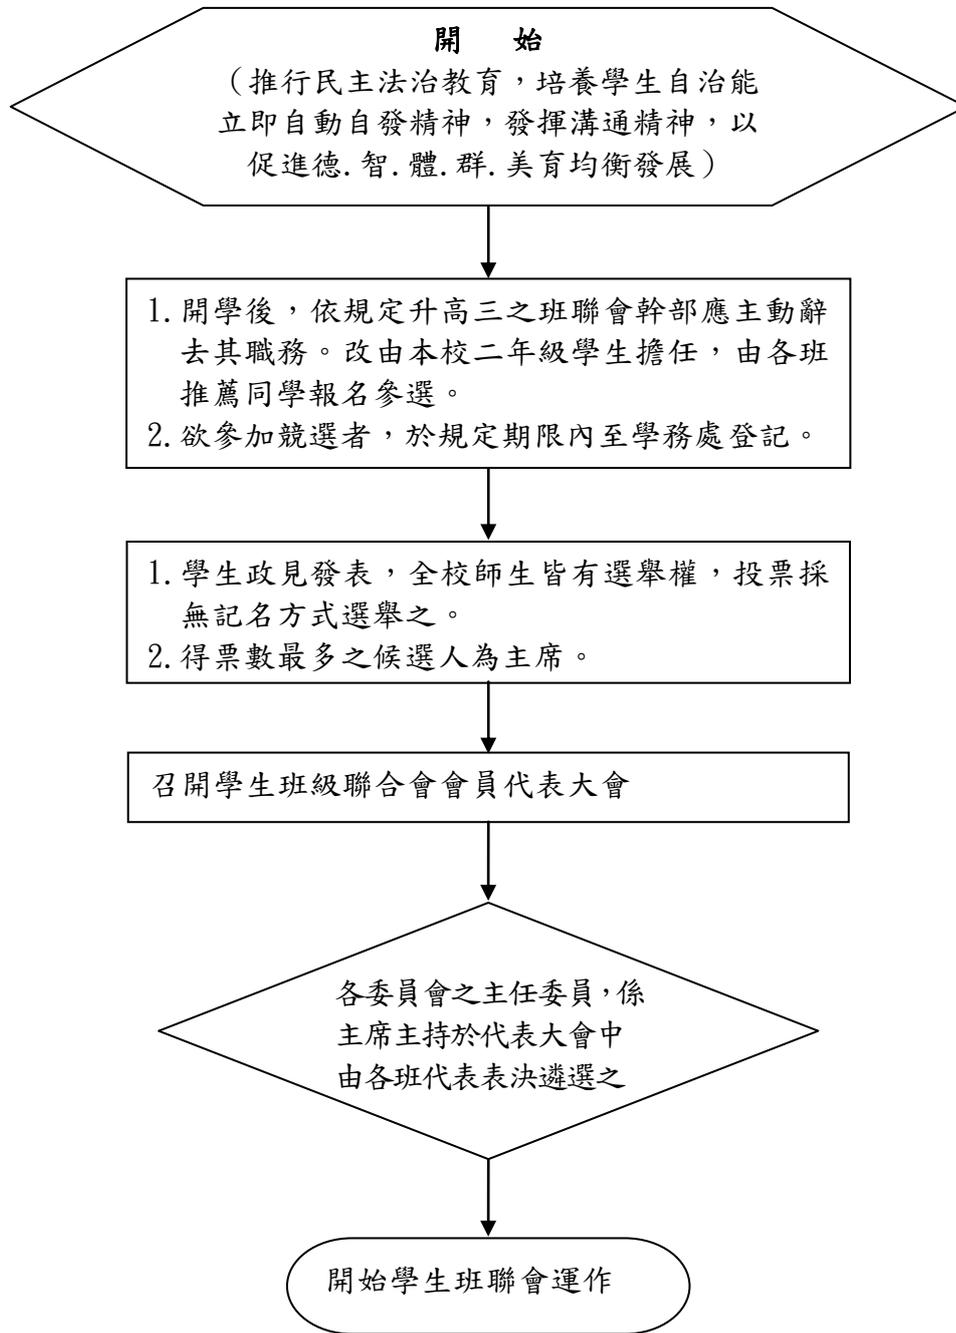 開　始
（推行民主法治教育，培養學生自治能
立即自動自發精神，發揮溝通精神，以
促進德.智.體.群.美育均衡發展）
1.開學後，依規定升高三之班聯會幹部應主動辭
去其職務。改由本校二年級學生擔任，由各班
推薦同學報名參選。
2.欲參加競選者，於規定期限內至學務處登記。
1.學生政見發表，全校師生皆有選舉權，投票採
無記名方式選舉之。
2.得票數最多之候選人為主席。
召開學生班級聯合會會員代表大會
各委員會之主任委員，係
主席主持於代表大會中
由各班代表表決遴選之
開始學生班聯會運作